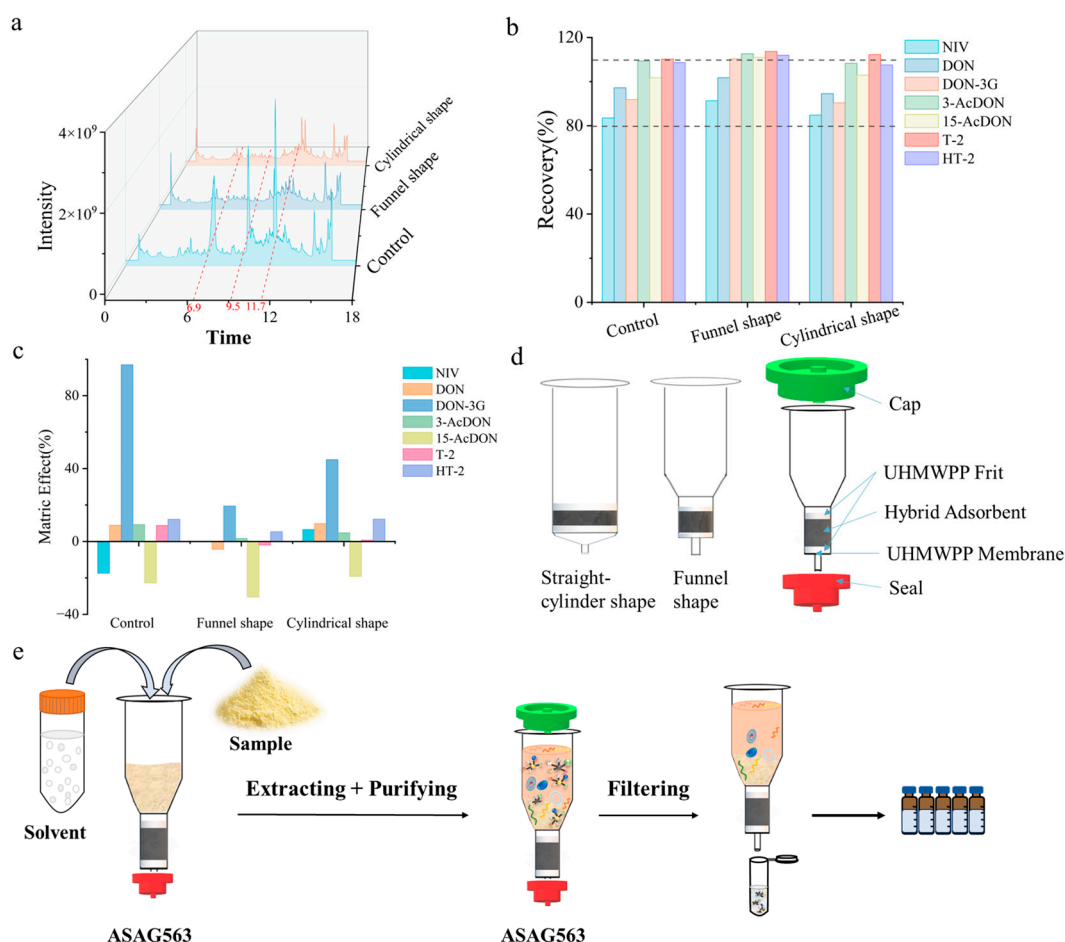 a
Intensity
4×10⁹
2×10⁹
0
0
6
12
18
6.9
9.5
11.7
Time
Control
Funnel shape
Cylindrical shape
b
Recovery(%)
120
80
40
0
Control
Funnel shape
Cylindrical shape
NIV
DON
DON-3G
3-AcDON
15-AcDON
T-2
HT-2
c
Matric Effect(%)
80
40
0
−40
Control
Funnel shape
Cylindrical shape
NIV
DON
DON-3G
3-AcDON
15-AcDON
T-2
HT-2
d
Straight-
cylinder shape
Funnel
shape
Cap
UHMWPP Frit
Hybrid Adsorbent
UHMWPP Membrane
Seal
e
Solvent
Sample
ASAG563
Extracting + Purifying
ASAG563
Filtering